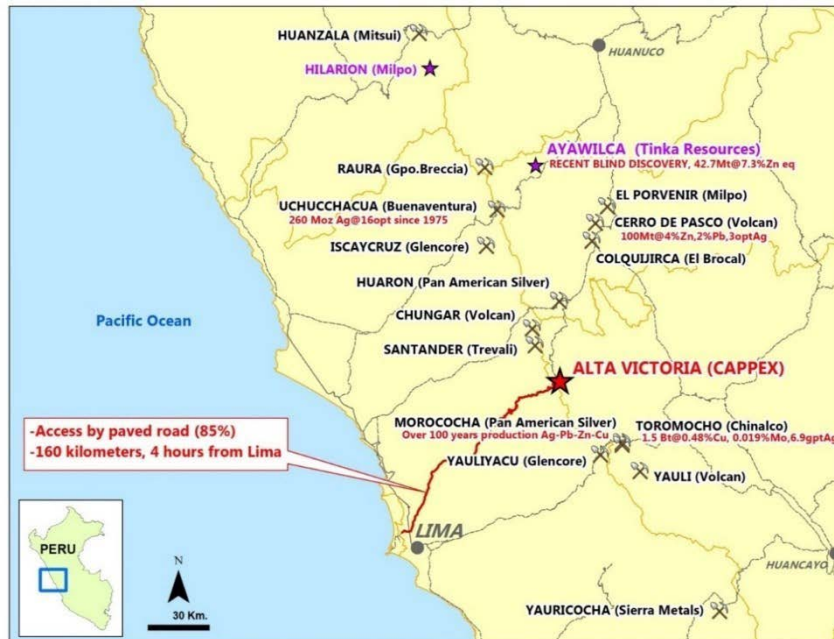 HUANZALA (Mitsui)
HUANUCO
HILARION (Milpo)
AYAWILCA (Tinka Resources)
RECENT BLIND DISCOVERY, 42.7Mt@7.3%Zn eq
RAURA (Gpo.Breccia)
EL PORVENIR (Milpo)
UCHUCCHACUA (Buenaventura)
260 Moz Ag@16opt since 1975
CERRO DE PASCO (Volcan)
100Mt@4%Zn,2%Pb,3optAg
ISCAYCRUZ (Glencore)
COLQUIJIRCA (El Brocal)
HUARON (Pan American Silver)
Pacific Ocean
CHUNGAR (Volcan)
SANTANDER (Trevali)
ALTA VICTORIA (CAPPEX)
MOROCOCHA (Pan American Silver)
Over 100 years production Ag-Pb-Zn-Cu
TOROMOCHO (Chinalco)
1.5 Bt@0.48%Cu, 0.019%Mo,6.9gptAg
-Access by paved road (85%)
-160 kilometers, 4 hours from Lima
YAULIYACU (Glencore)
YAULI (Volcan)
LIMA
PERU
N
30 Km.
HUANCAYO
YAURICOCHA (Sierra Metals)